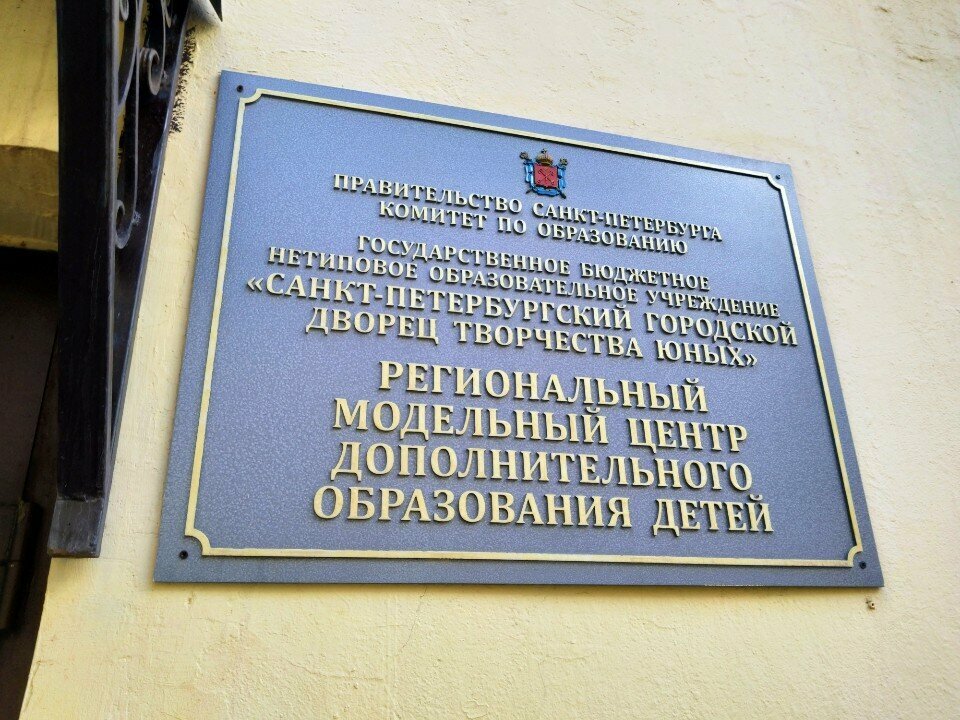 ПРАВИТЕЛЬСТВО САНКТ-ПЕТЕРБУРГА
КОМИТЕТ ПО ОБРАЗОВАНИЮ
ГОСУДАРСТВЕННОЕ БЮДЖЕТНОЕ
НЕТИПОВОЕ ОБРАЗОВАТЕЛЬНОЕ УЧРЕЖДЕНИЕ
«САНКТ-ПЕТЕРБУРГСКИЙ ГОРОДСКОЙ
ДВОРЕЦ ТВОРЧЕСТВА ЮНЫХ»
РЕГИОНАЛЬНЫЙ
МОДЕЛЬНЫЙ ЦЕНТР
ДОПОЛНИТЕЛЬНОГО
ОБРАЗОВАНИЯ ДЕТЕЙ